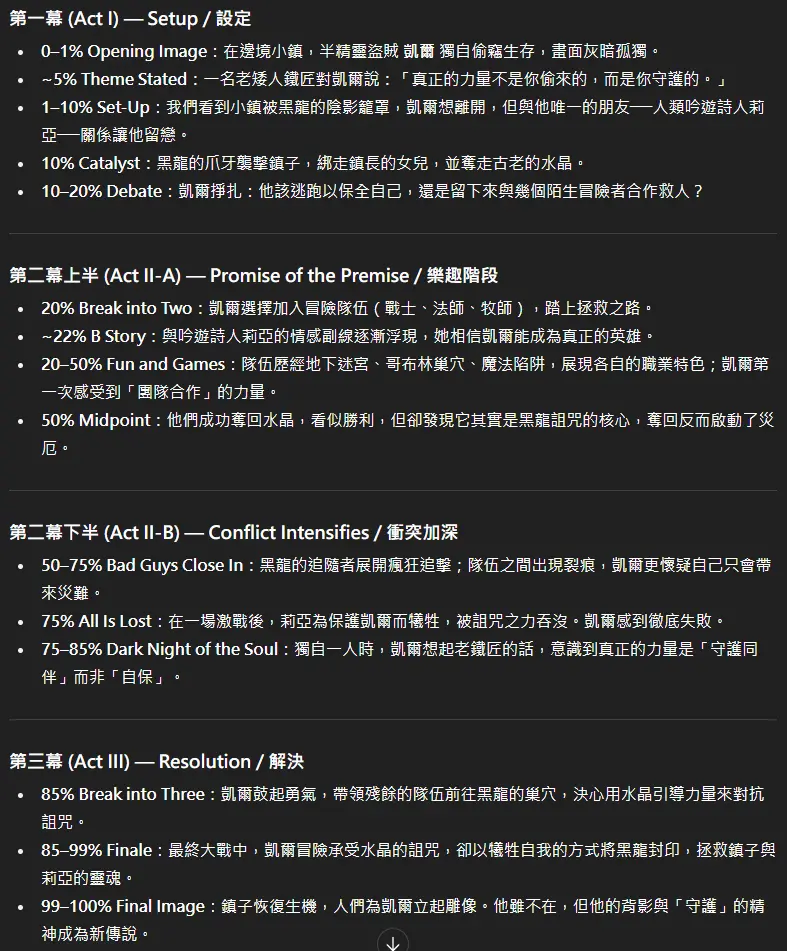 第一幕 (Act I) — Setup / 設定
• 0–1% Opening Image：在邊境小鎮，半精靈盜賊 凱爾 獨自偷竊生存，畫面灰暗孤獨。
• ~5% Theme Stated：一名老矮人鐵匠對凱爾說：「真正的力量不是你偷來的，而是你守護的。」
• 1–10% Set-Up：我們看到小鎮被黑龍的陰影籠罩，凱爾想離開，但與他唯一的朋友──人類吟遊詩人莉
亞──關係讓他留戀。
• 10% Catalyst：黑龍的爪牙襲擊鎮子，綁走鎮長的女兒，並奪走古老的水晶。
• 10–20% Debate：凱爾掙扎：他該逃跑以保全自己，還是留下來與幾個陌生冒險者合作救人？
第二幕上半 (Act II-A) — Promise of the Premise / 樂趣階段
• 20% Break into Two：凱爾選擇加入冒險隊伍（戰士、法師、牧師），踏上拯救之路。
• ~22% B Story：與吟遊詩人莉亞的情感副線逐漸浮現，她相信凱爾能成為真正的英雄。
• 20–50% Fun and Games：隊伍歷經地下迷宮、哥布林巢穴、魔法陷阱，展現各自的職業特色；凱爾第
一次感受到「團隊合作」的力量。
• 50% Midpoint：他們成功奪回水晶，看似勝利，但卻發現它其實是黑龍詛咒的核心，奪回反而啟動了災
厄。
第二幕下半 (Act II-B) — Conflict Intensifies / 衝突加深
• 50–75% Bad Guys Close In：黑龍的追隨者展開瘋狂追擊；隊伍之間出現裂痕，凱爾更懷疑自己只會帶
來災難。
• 75% All Is Lost：在一場激戰後，莉亞為保護凱爾而犧牲，被詛咒之力吞沒。凱爾感到徹底失敗。
• 75–85% Dark Night of the Soul：獨自一人時，凱爾想起老鐵匠的話，意識到真正的力量是「守護同
伴」而非「自保」。
第三幕 (Act III) — Resolution / 解決
• 85% Break into Three：凱爾鼓起勇氣，帶領殘餘的隊伍前往黑龍的巢穴，決心用水晶引導力量來對抗
詛咒。
• 85–99% Finale：最終大戰中，凱爾冒險承受水晶的詛咒，卻以犧牲自我的方式將黑龍封印，拯救鎮子與
莉亞的靈魂。
• 99–100% Final Image：鎮子恢復生機，人們為凱爾立起雕像。他雖不在，但他的背影與「守護」的精
神成為新傳說。